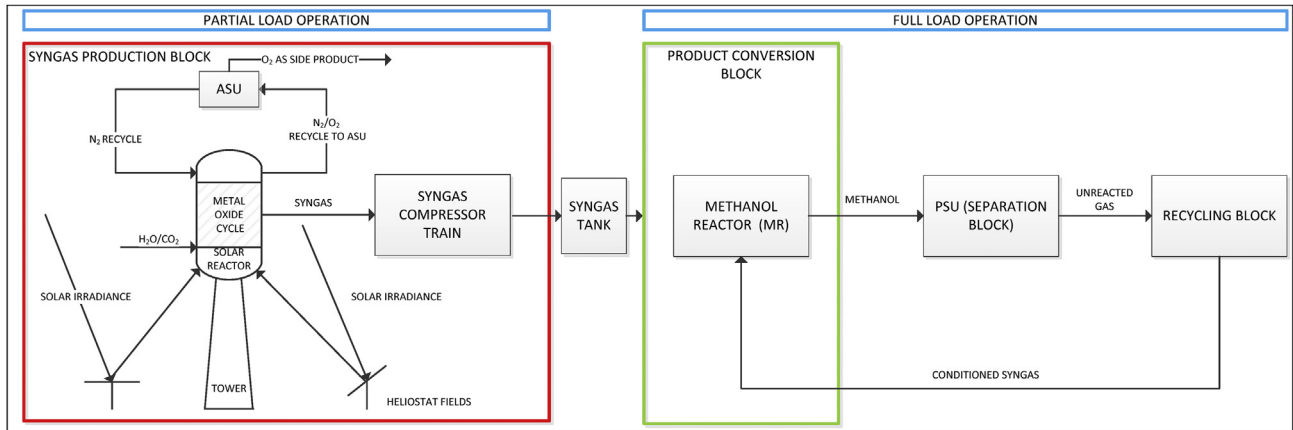 PARTIAL LOAD OPERATION
FULL LOAD OPERATION
SYNGAS PRODUCTION BLOCK
O₂ AS SIDE PRODUCT
ASU
N₂ RECYCLE
N₂/O₂
RECYCLE TO ASU
METAL
OXIDE
CYCLE
SYNGAS
H₂O/CO₂
SOLAR
REACTOR
SOLAR IRRADIANCE
SOLAR IRRADIANCE
TOWER
HELIOSTAT FIELDS
SYNGAS
COMPRESSOR
TRAIN
SYNGAS
TANK
PRODUCT CONVERSION
BLOCK
METHANOL
REACTOR (MR)
METHANOL
PSU (SEPARATION
BLOCK)
UNREACTED
GAS
RECYCLING BLOCK
CONDITIONED SYNGAS